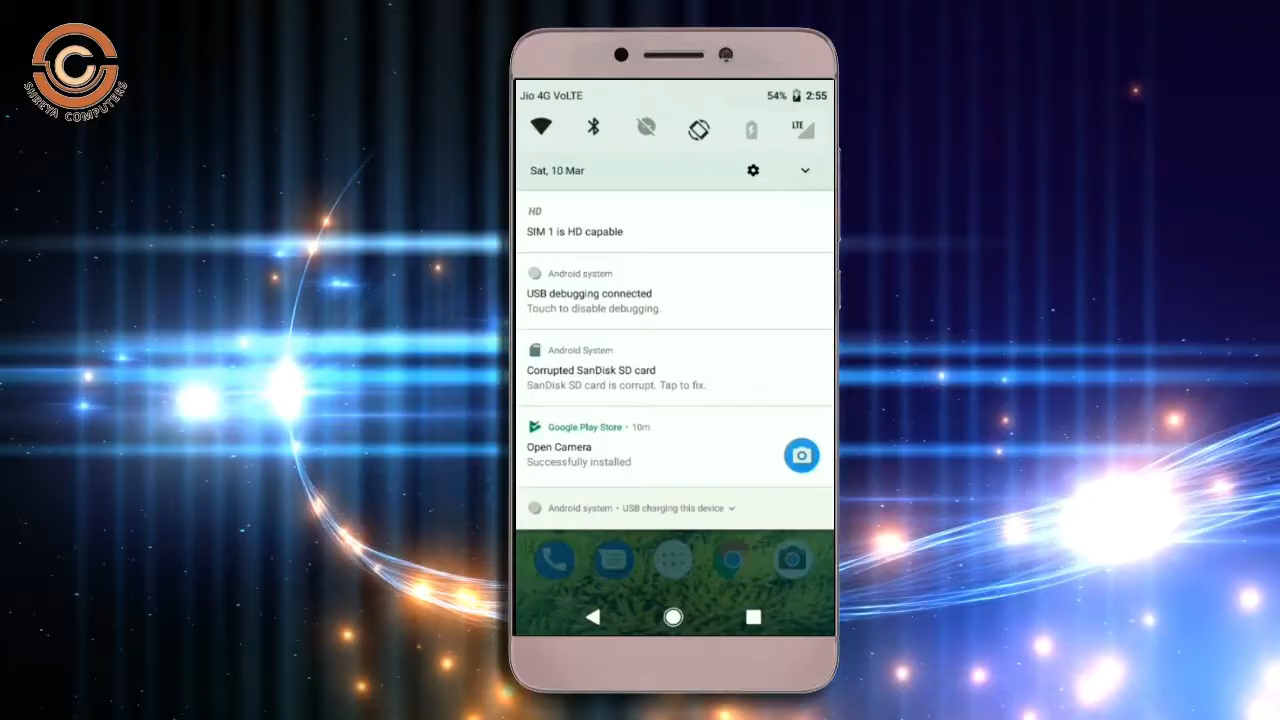 SHREYA COMPUTERS
Jio 4G VoLTE 54% 2:55
LTE
Sat, 10 Mar
HD
SIM 1 is HD capable
Android system
USB debugging connected
Touch to disable debugging.
Android System
Corrupted SanDisk SD card
SanDisk SD card is corrupt. Tap to fix.
Google Play Store • 10m
Open Camera
Successfully installed
Android system • USB charging this device